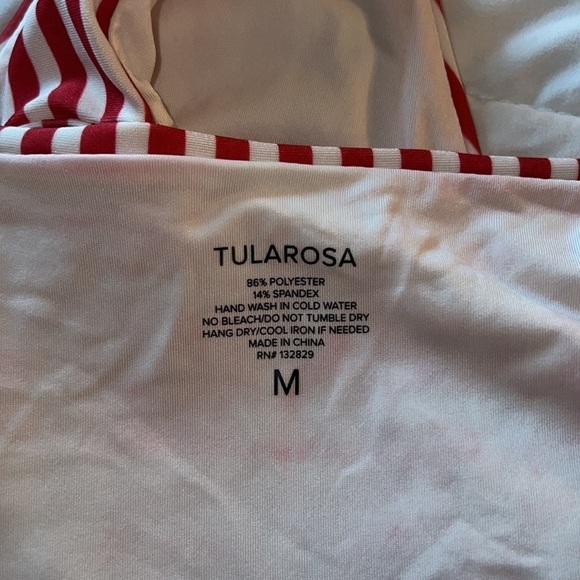 TULAROSA
86% POLYESTER
14% SPANDEX
HAND WASH IN COLD WATER
NO BLEACH/DO NOT TUMBLE DRY
HANG DRY/COOL IRON IF NEEDED
MADE IN CHINA
RN# 132829
M